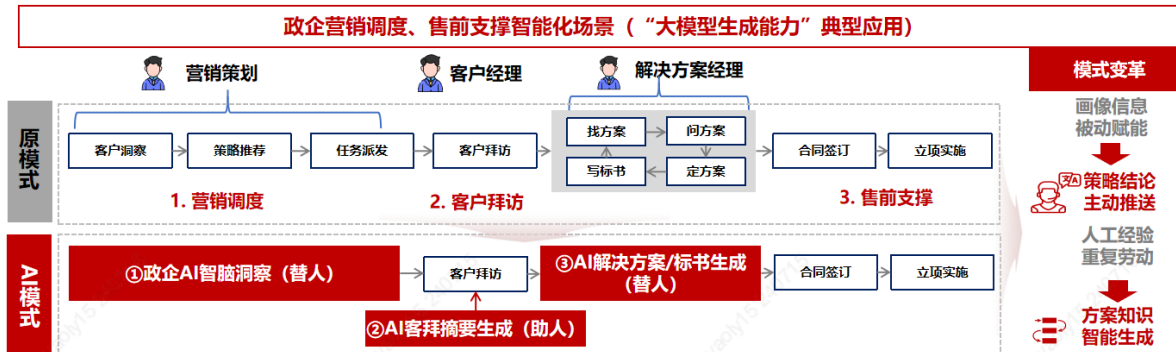 政企营销调度、售前支撑智能化场景（“大模型生成能力”典型应用）
营销策划
客户经理
解决方案经理
原模式
客户洞察
策略推荐
任务派发
客户拜访
找方案
问方案
写标书
定方案
合同签订
立项实施
1. 营销调度
2. 客户拜访
3. 售前支撑
AI模式
①政企AI智脑洞察（替人）
客户拜访
③AI解决方案/标书生成
（替人）
合同签订
立项实施
②AI客拜摘要生成（助人）
模式变革
画像信息
被动赋能
策略结论
主动推送
人工经验
重复劳动
方案知识
智能生成